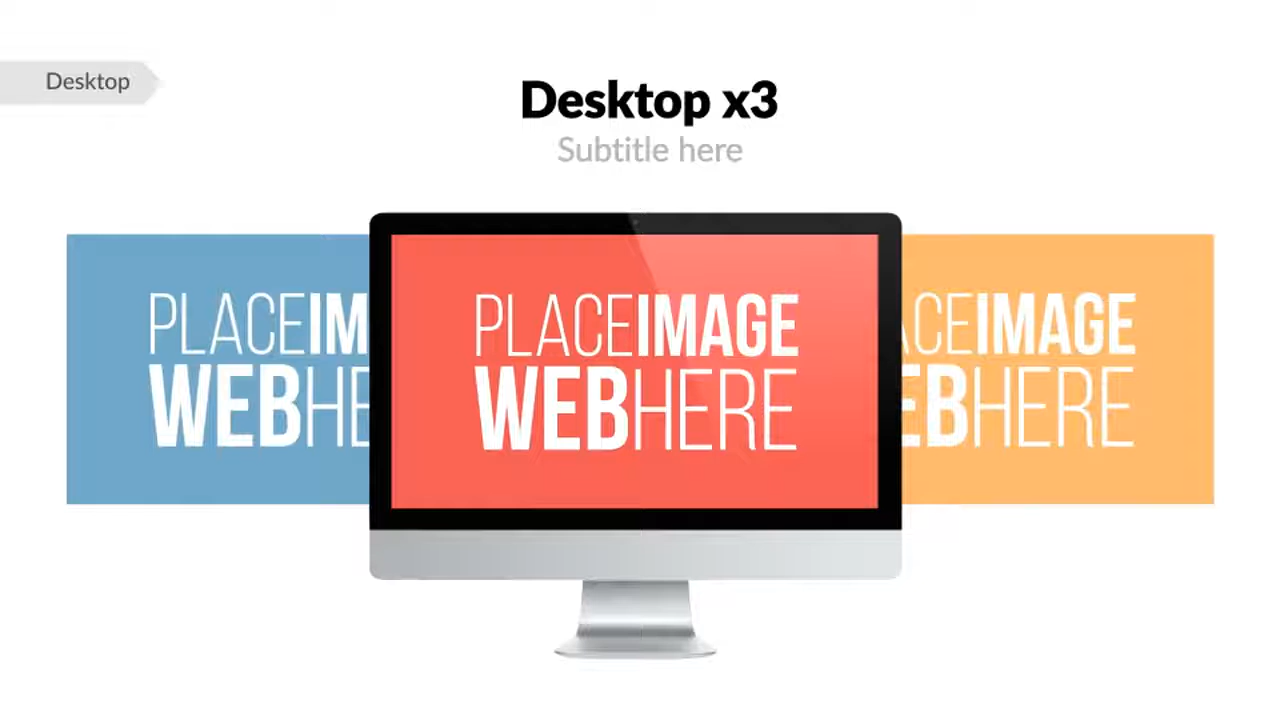 Desktop
Desktop x3
Subtitle here
PLACEIM
WEBHE
PLACEIMAGE
WEBHERE
ACEIMAGE
EBHERE